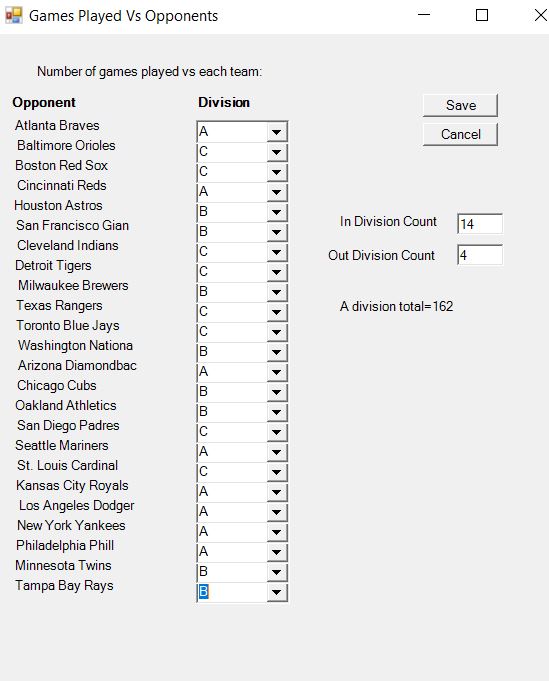 Games Played Vs Opponents
Number of games played vs each team:
Opponent Division
Save
Cancel
Atlanta Braves A
Baltimore Orioles C
Boston Red Sox C
Cincinnati Reds A
Houston Astros B
San Francisco Gian B
Cleveland Indians C
Detroit Tigers C
Milwaukee Brewers B
Texas Rangers C
Toronto Blue Jays C
Washington Nationa B
Arizona Diamondbac A
Chicago Cubs B
Oakland Athletics B
San Diego Padres C
Seattle Mariners A
St. Louis Cardinal C
Kansas City Royals A
Los Angeles Dodger A
New York Yankees A
Philadelphia Phill A
Minnesota Twins B
Tampa Bay Rays B
In Division Count 14
Out Division Count 4
A division total=162